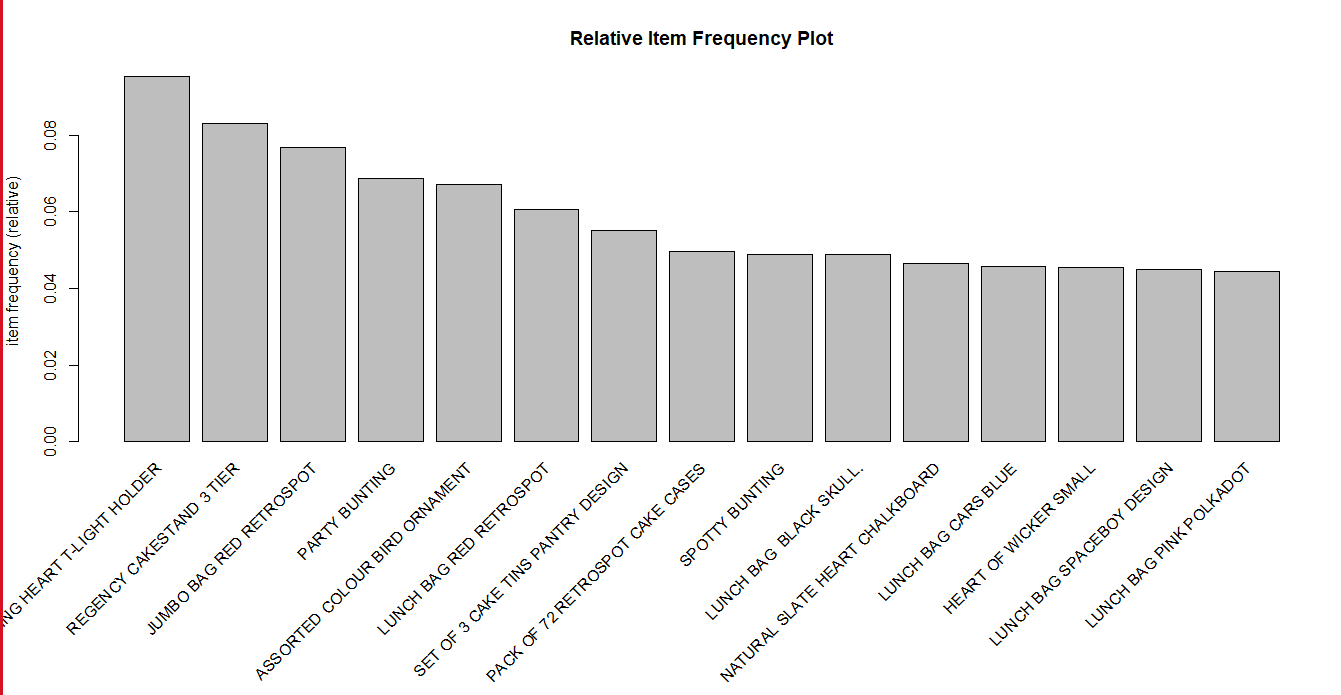 Relative Item Frequency Plot
item frequency (relative)
0.08
0.06
0.04
0.02
0.00
HEART T-LIGHT HOLDER
REGENCY CAKESTAND 3 TIER
JUMBO BAG RED RETROSPOT
PARTY BUNTING
ASSORTED COLOUR BIRD ORNAMENT
LUNCH BAG RED RETROSPOT
SET OF 3 CAKE TINS PANTRY DESIGN
PACK OF 72 RETROSPOT CAKE CASES
SPOTTY BUNTING
LUNCH BAG  BLACK SKULL.
NATURAL SLATE HEART CHALKBOARD
LUNCH BAG CARS BLUE
HEART OF WICKER SMALL
LUNCH BAG SPACEBOY DESIGN
LUNCH BAG PINK POLKADOT